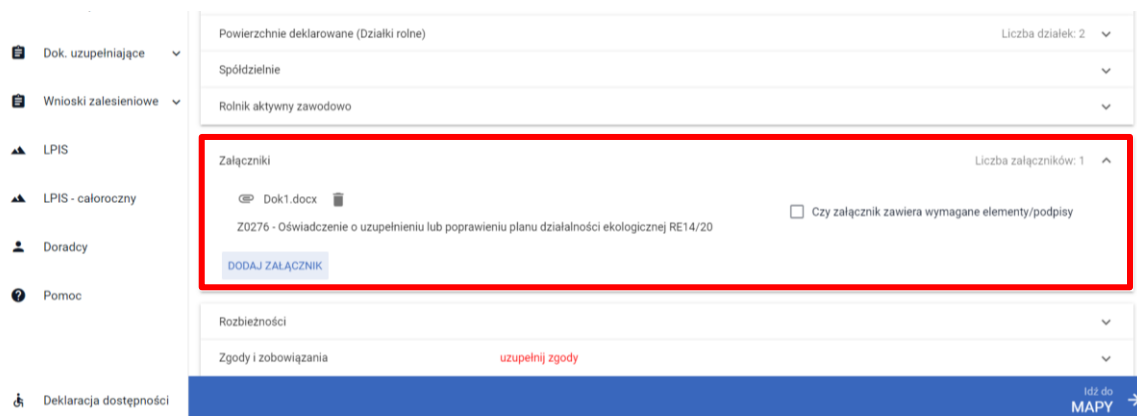 Dok. uzupełniające
Wnioski zalesieniowe
LPIS
LPIS - całoroczny
Doradcy
Pomoc
Deklaracja dostępności
Powierzchnie deklarowane (Działki rolne)
Liczba działek: 2
Spółdzielnie
Rolnik aktywny zawodowo
Załączniki
Liczba załączników: 1
Dok1.docx
Czy załącznik zawiera wymagane elementy/podpisy
Z0276 - Oświadczenie o uzupełnieniu lub poprawieniu planu działalności ekologicznej RE14/20
DODAJ ZAŁĄCZNIK
Rozbieżności
Zgody i zobowiązania
uzupełnij zgody
Idź do
MAPY